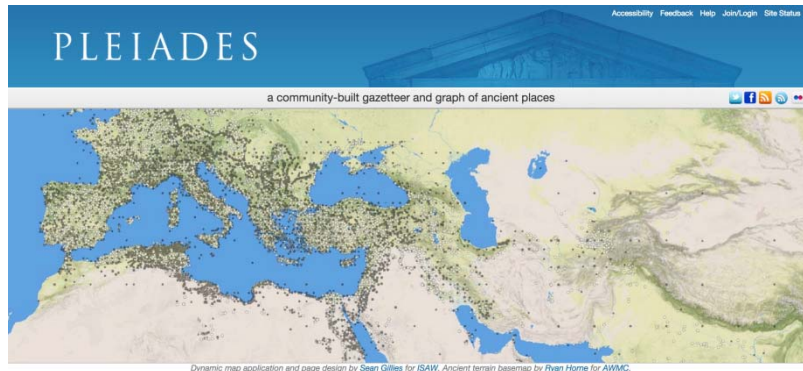 Accessibility Feedback Help Join/Login Site Status
PLEIADES
a community-built gazetteer and graph of ancient places
Dynamic map application and page design by Sean Gillies for ISAW. Ancient terrain basemap by Ryan Horne for AWMC.